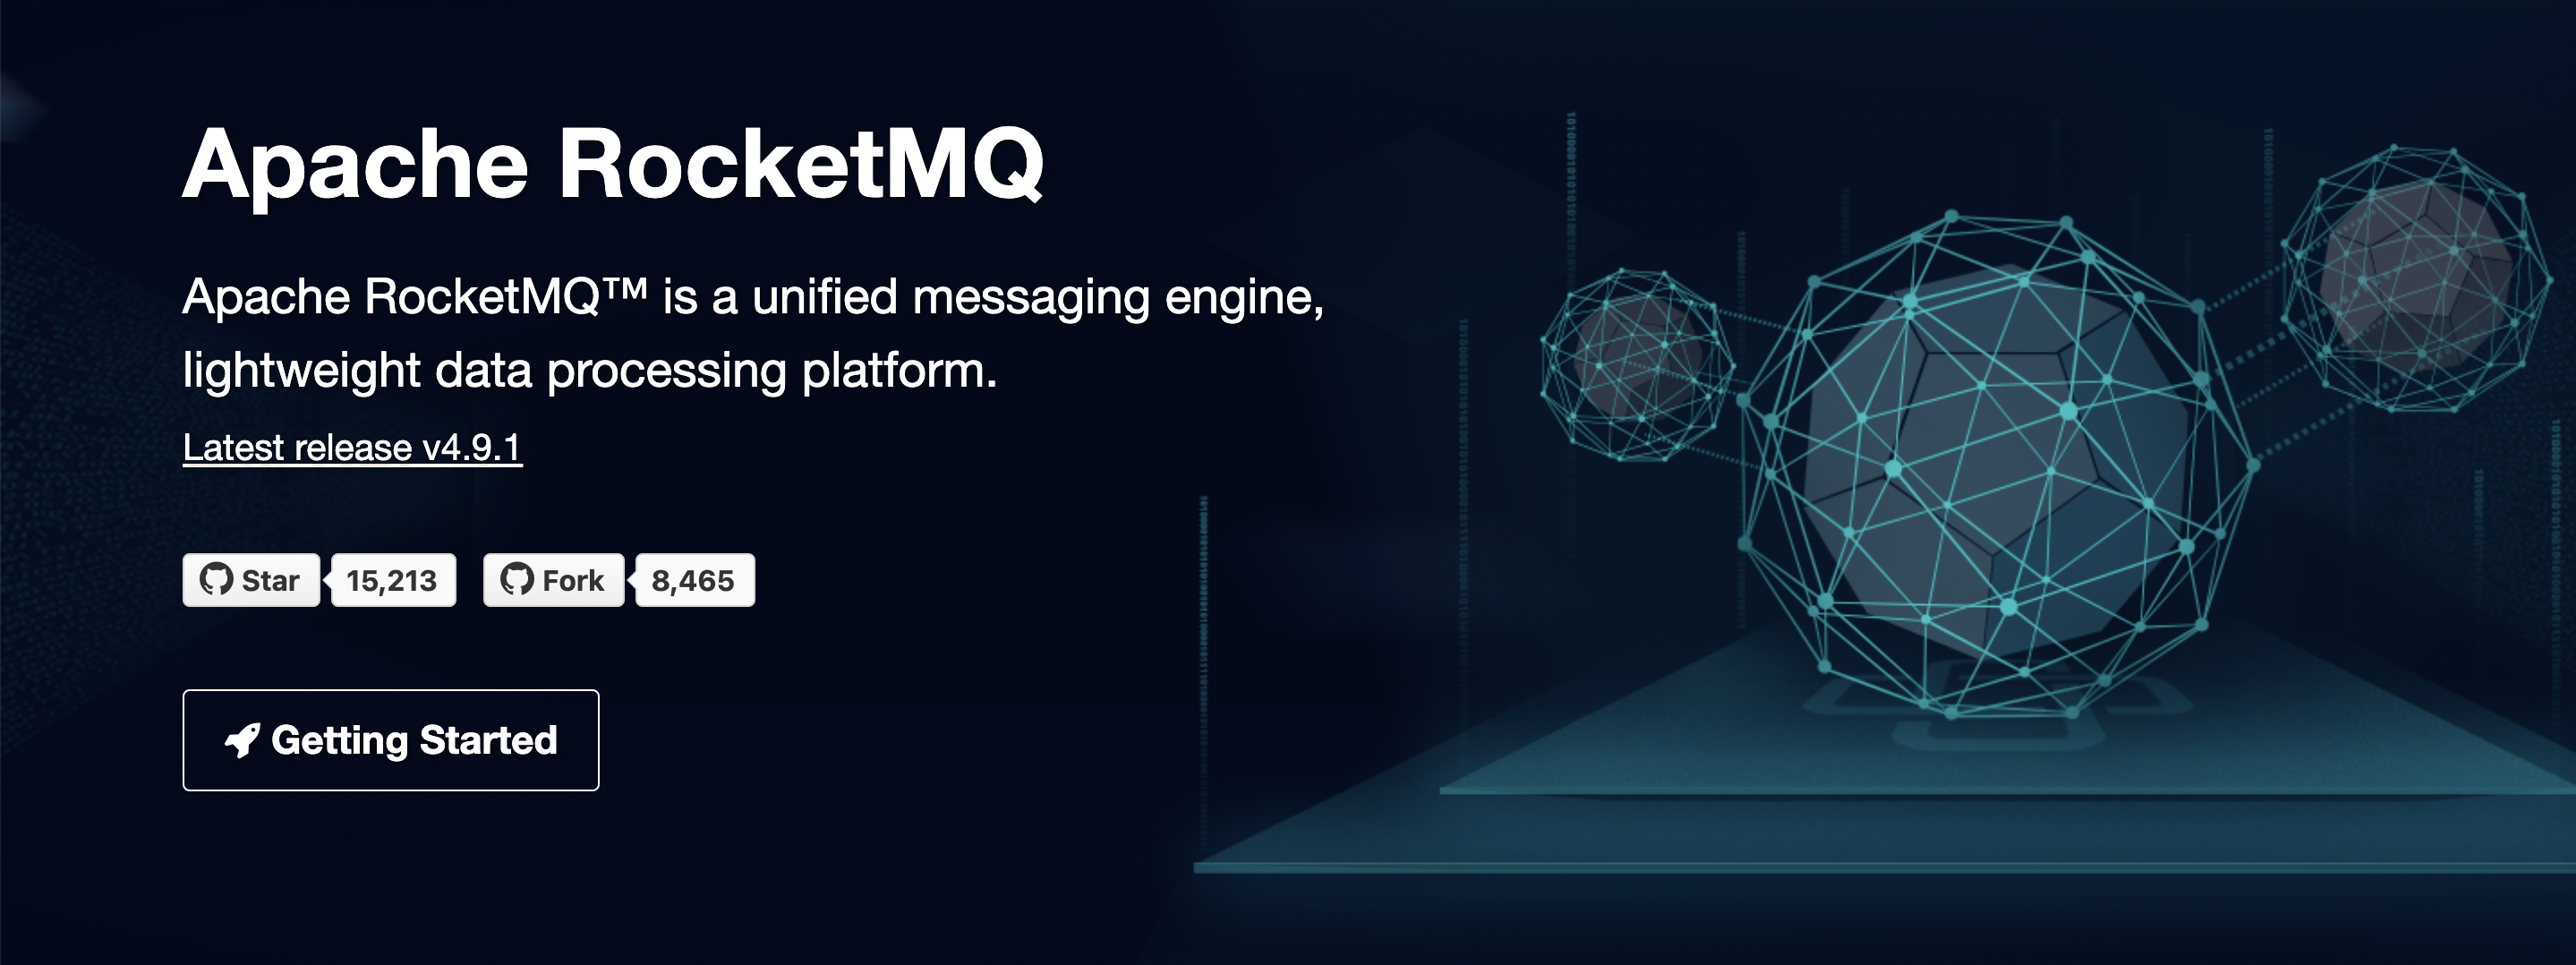 Apache RocketMQ
Apache RocketMQ™ is a unified messaging engine,
lightweight data processing platform.
Latest release v4.9.1
Star 15,213 Fork 8,465
Getting Started